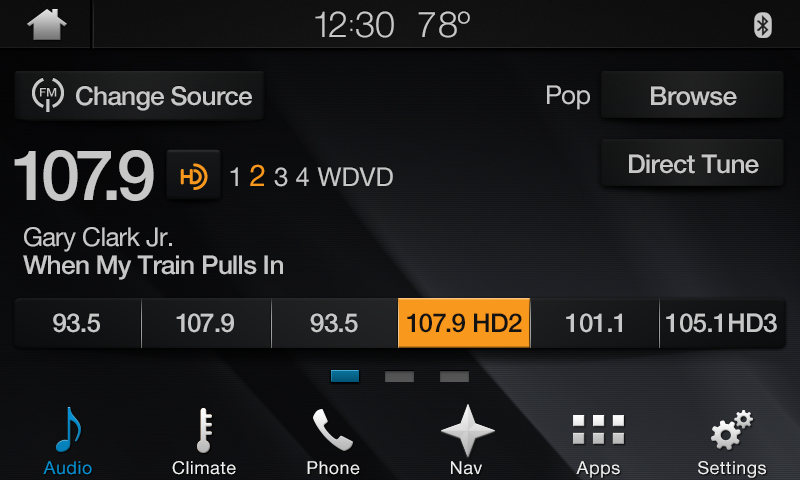 12:30 78º
FM Change Source
Pop Browse
107.9 HD 1 2 3 4 WDVD
Direct Tune
Gary Clark Jr.
When My Train Pulls In
93.5 107.9 93.5 107.9 HD2 101.1 105.1HD3
Audio Climate Phone Nav Apps Settings